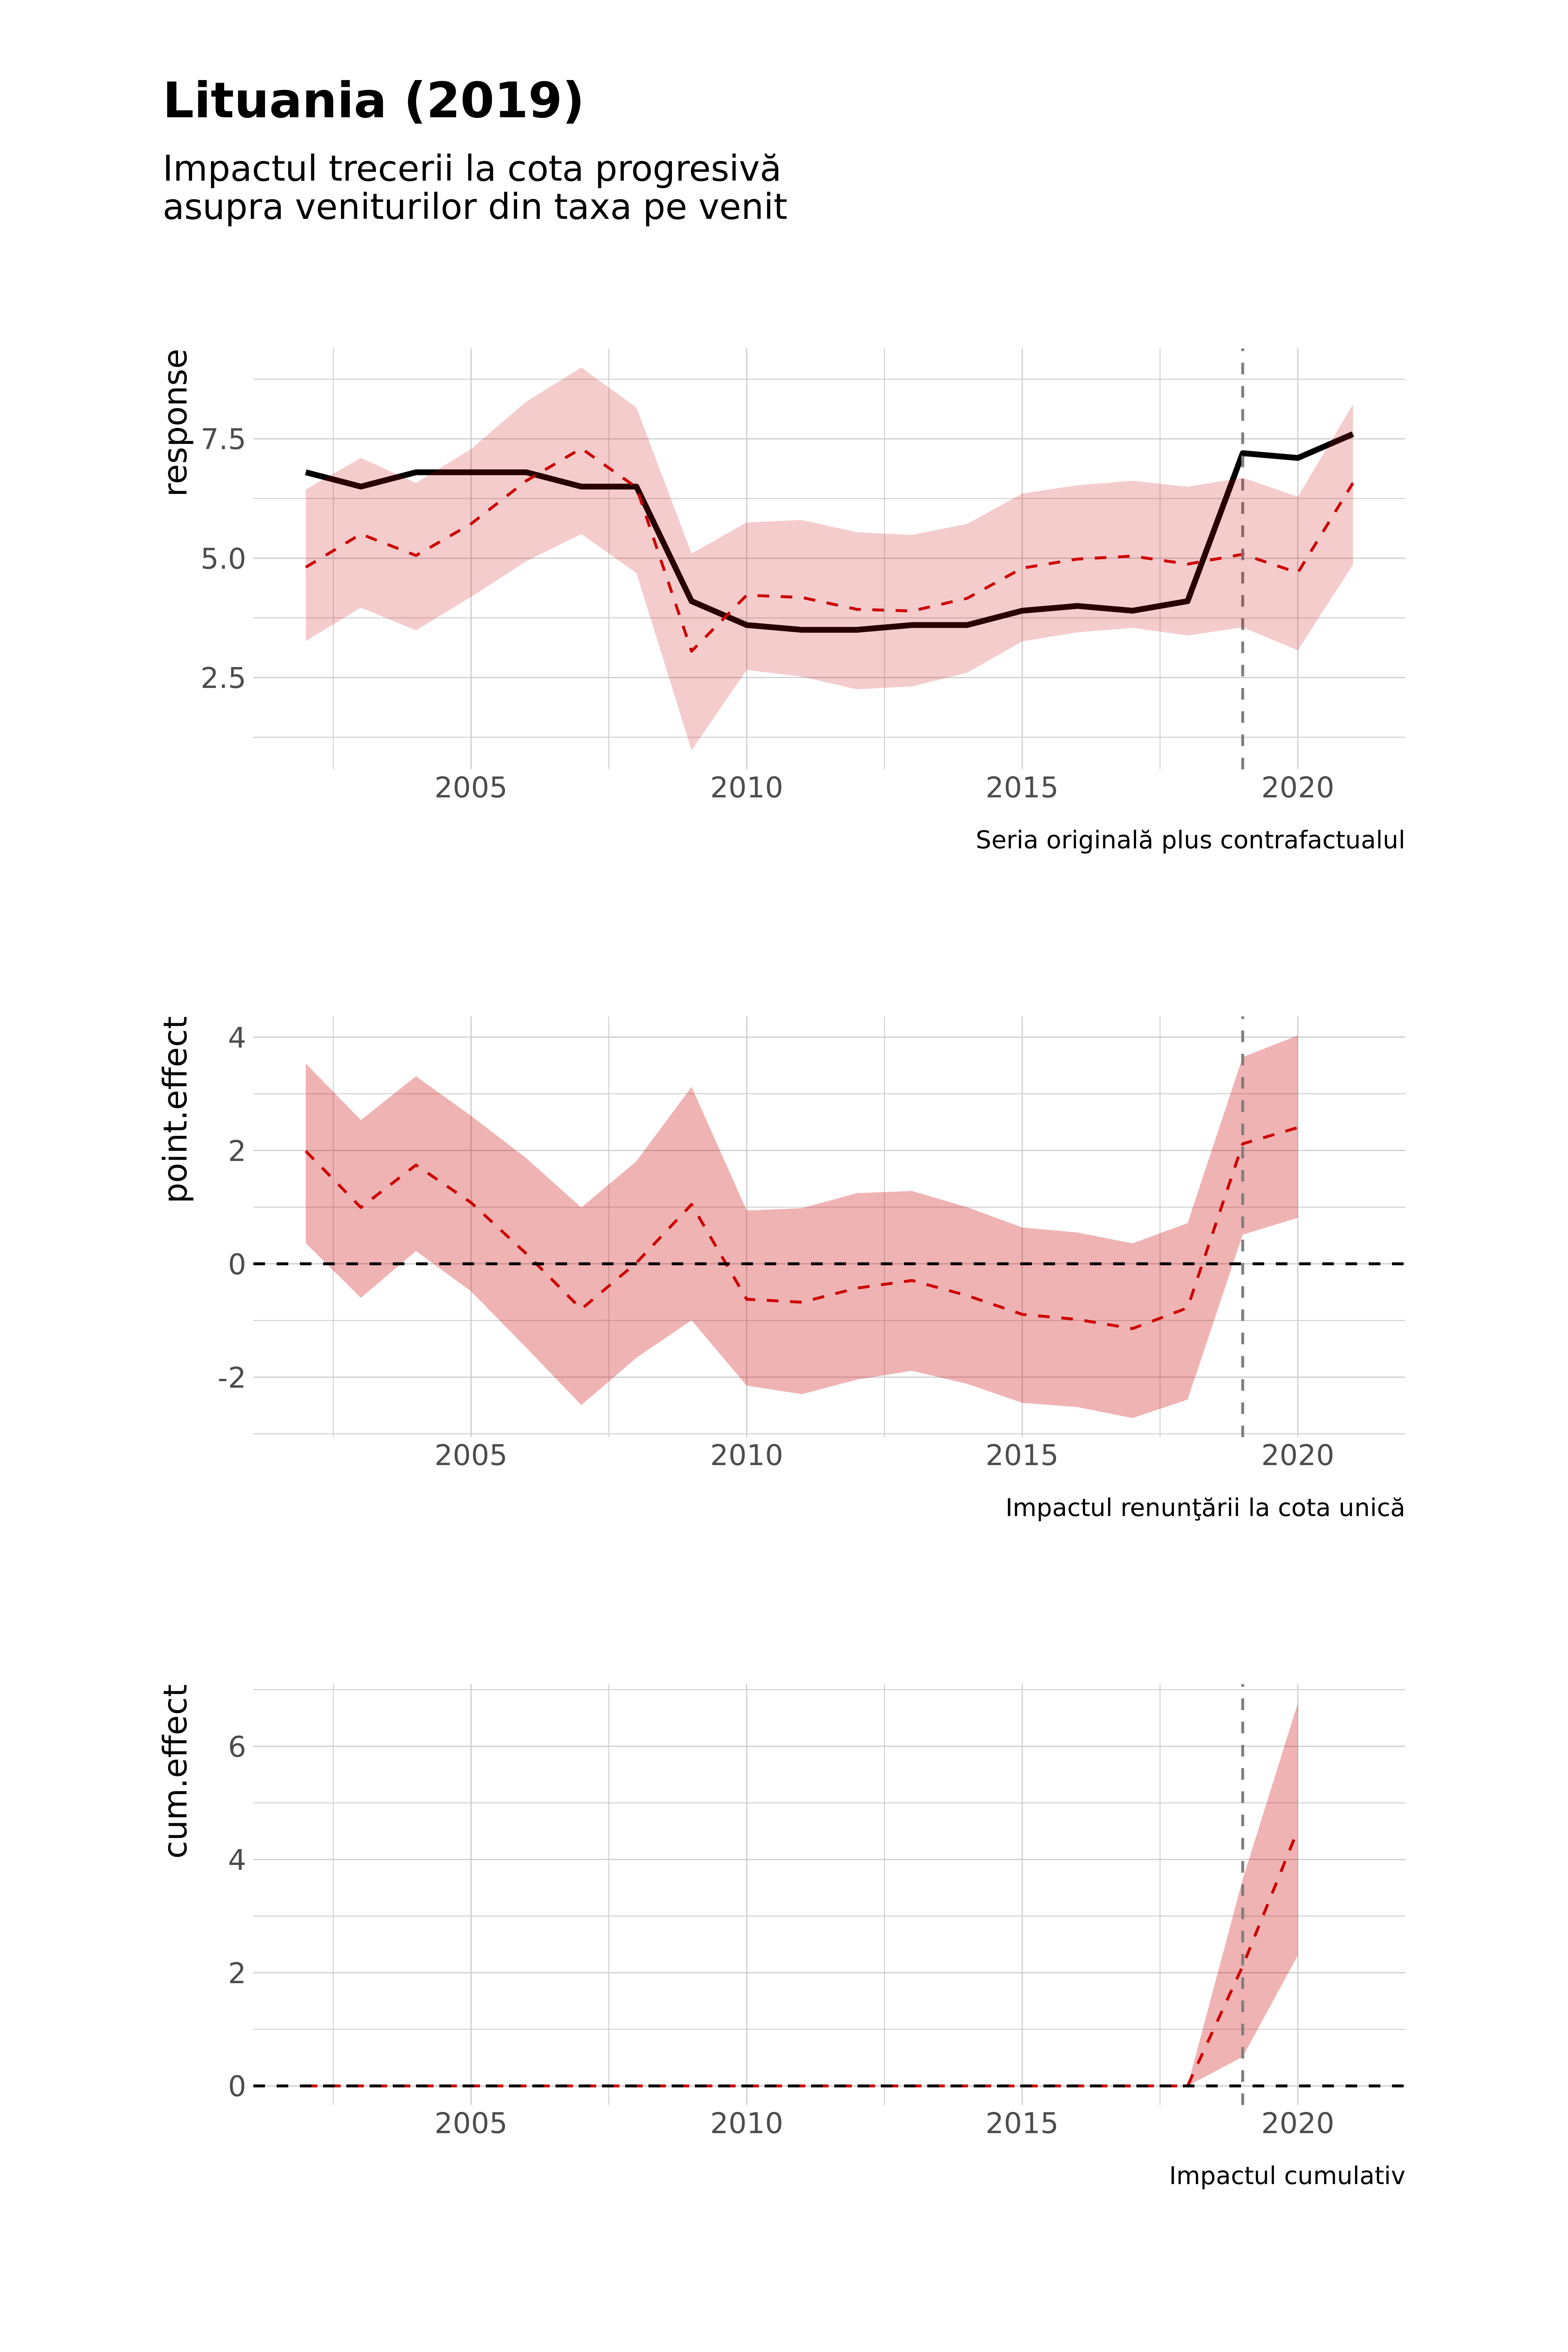 Lituania (2019)
Impactul trecerii la cota progresivă
asupra veniturilor din taxa pe venit
response
7.5
5.0
2.5
2005 2010 2015 2020
Seria originală plus contrafactualul
point.effect
4
2
0
-2
2005 2010 2015 2020
Impactul renunţării la cota unică
cum.effect
6
4
2
0
2005 2010 2015 2020
Impactul cumulativ